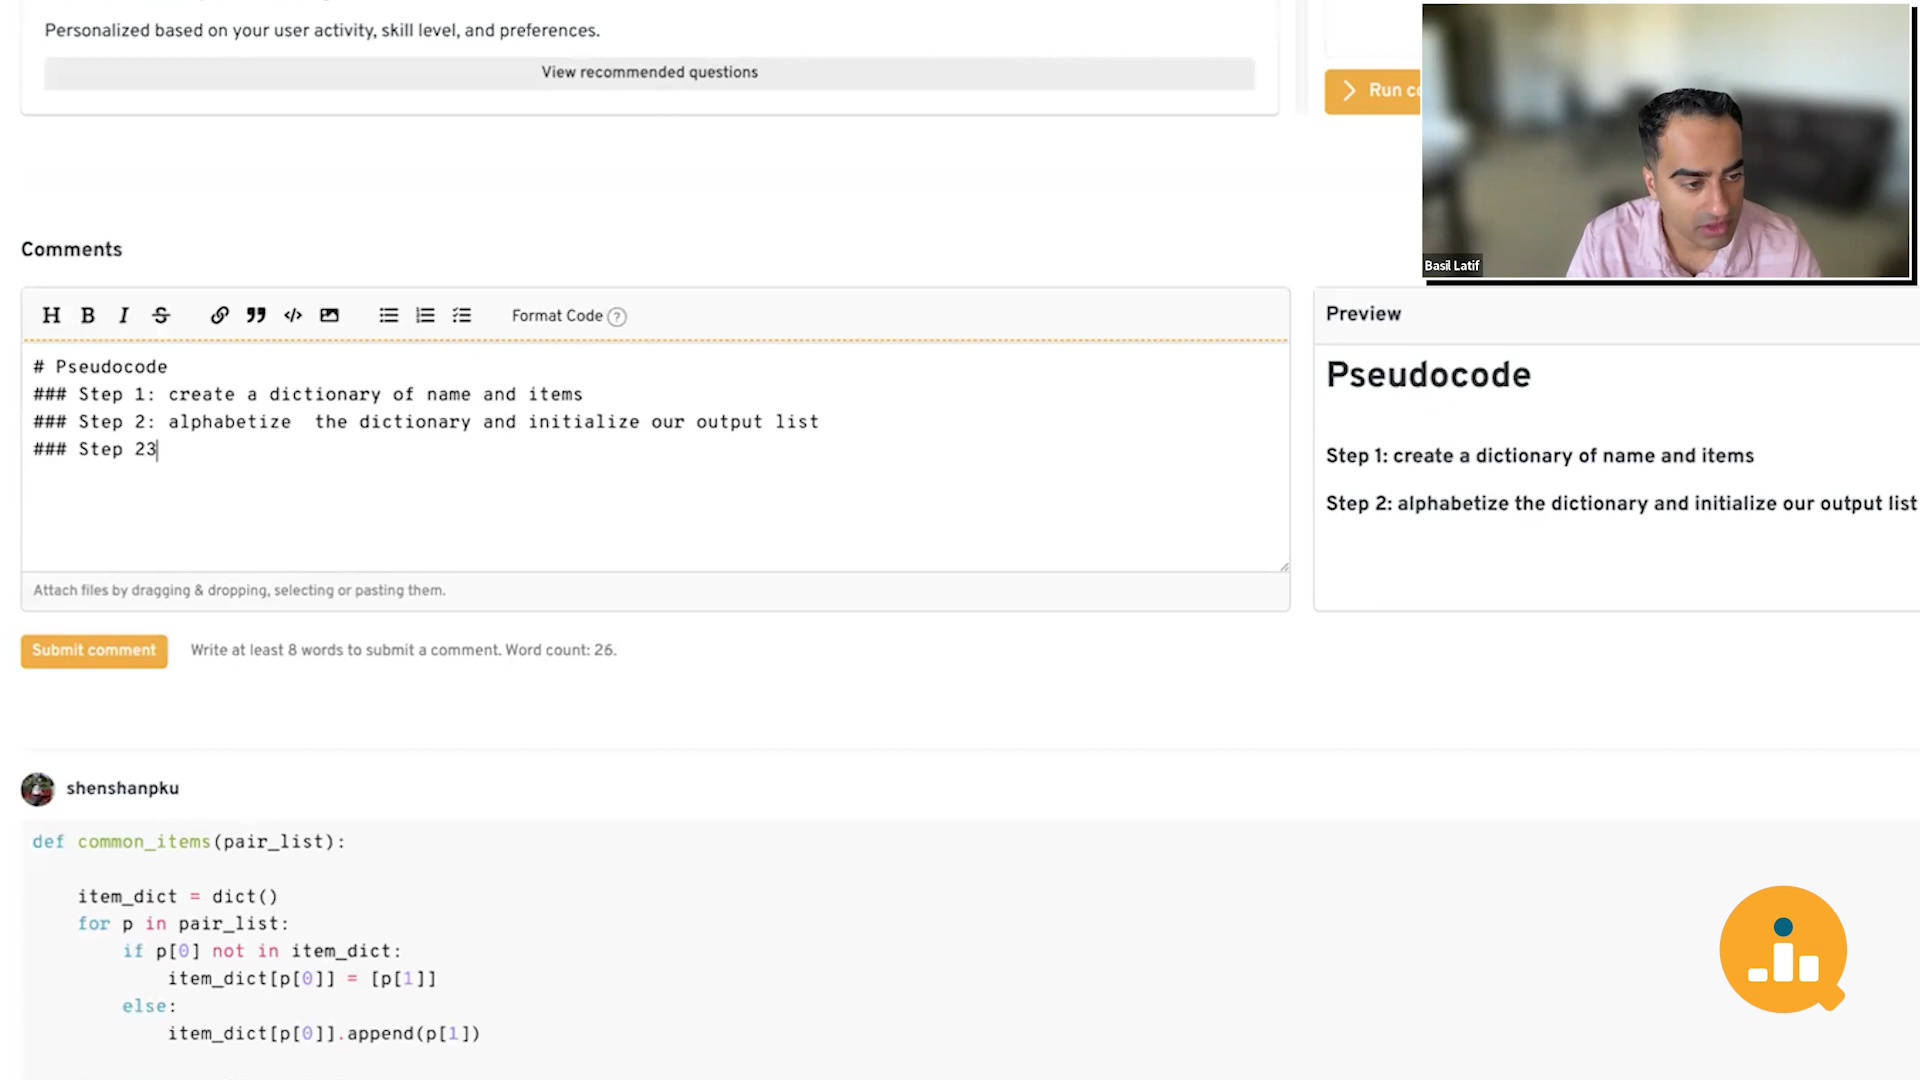 Personalized based on your user activity, skill level, and preferences.
View recommended questions
Run co
Basil Latif
Comments
H B I S Format Code ?
# Pseudocode
### Step 1: create a dictionary of name and items
### Step 2: alphabetize  the dictionary and initialize our output list
### Step 23
Attach files by dragging & dropping, selecting or pasting them.
Preview
Pseudocode
Step 1: create a dictionary of name and items
Step 2: alphabetize the dictionary and initialize our output list
Submit comment
Write at least 8 words to submit a comment. Word count: 26.
shenshanpku
def common_items(pair_list):
item_dict = dict()
for p in pair_list:
if p[0] not in item_dict:
item_dict[p[0]] = [p[1]]
else:
item_dict[p[0]].append(p[1])